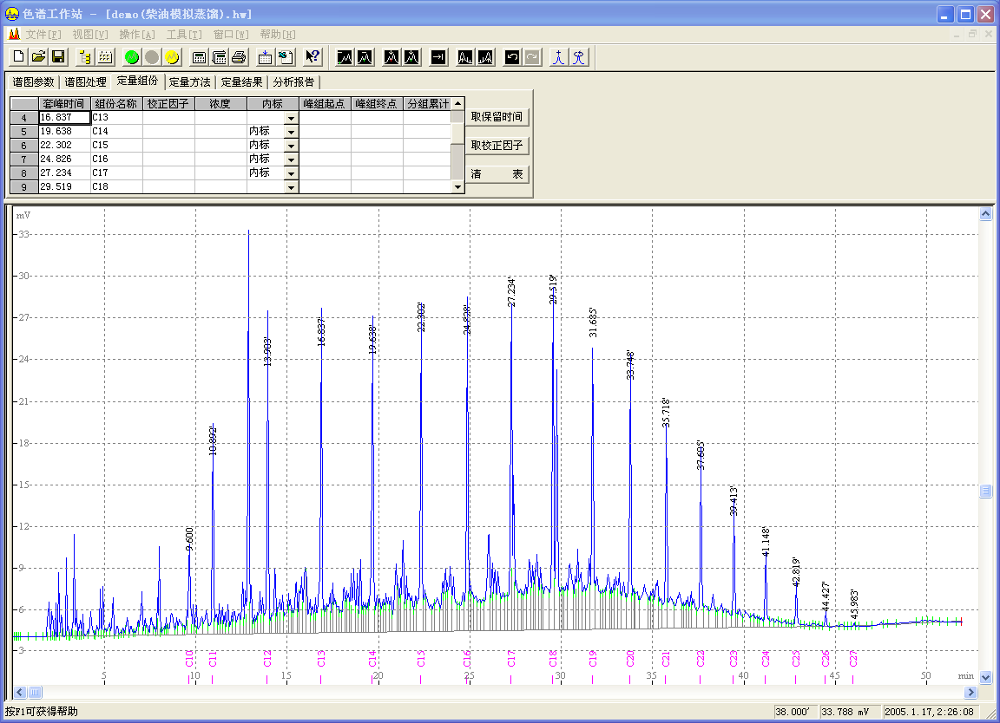 色谱工作站 - [demo(柴油模拟蒸馏).hw]
文件[F] 视图[V] 操作[A] 工具[T] 窗口[W] 帮助[H]
谱图参数 谱图处理 定量组份 定量方法 定量结果 分析报告
套峰时间 组份名称 校正因子 浓度 内标 峰组起点 峰组终点 分组累计
4 16.837 C13
5 19.638 C14 内标
6 22.302 C15 内标
7 24.826 C16 内标
8 27.234 C17 内标
9 29.519 C18
取保留时间
取校正因子
清 表
mV
33
30
27
24
21
18
15
12
9
6
3
9.600
10.892'
13.903'
16.837'
19.638'
22.302'
24.828'
27.234'
29.519'
31.685'
33.748'
35.718'
37.605'
39.413'
41.148'
42.819'
44.427'
45.983'
C10 C11 C12 C13 C14 C15 C16 C17 C18 C19 C20 C21 C22 C23 C24 C25 C26 C27
5 10 15 20 25 30 35 40 45 50 min
按F1可获得帮助 38.000' 33.788 mV 2005.1.17,2:26:08